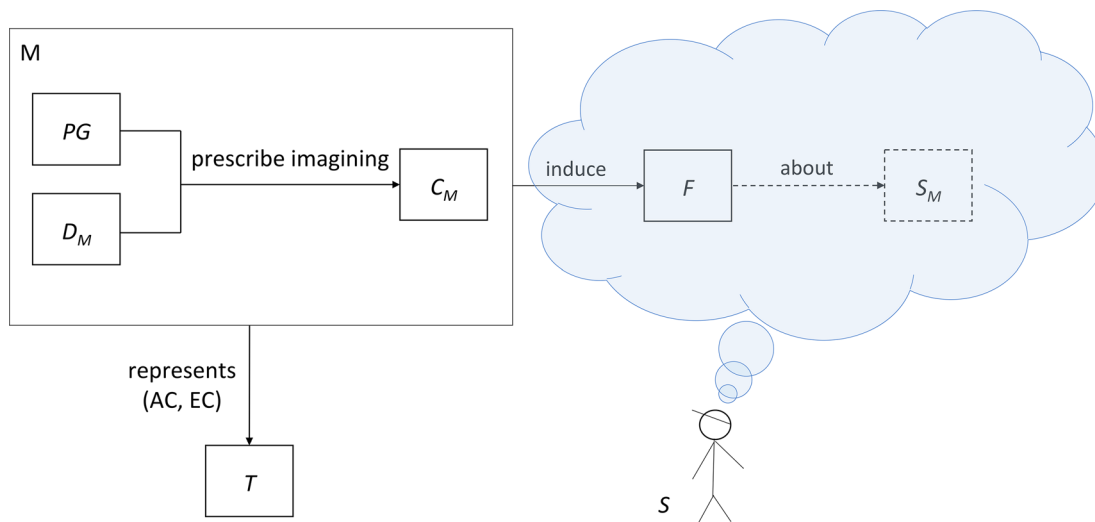 M
PG
prescribe imagining
C_M
induce
F
about
S_M
D_M
represents
(AC, EC)
T
S